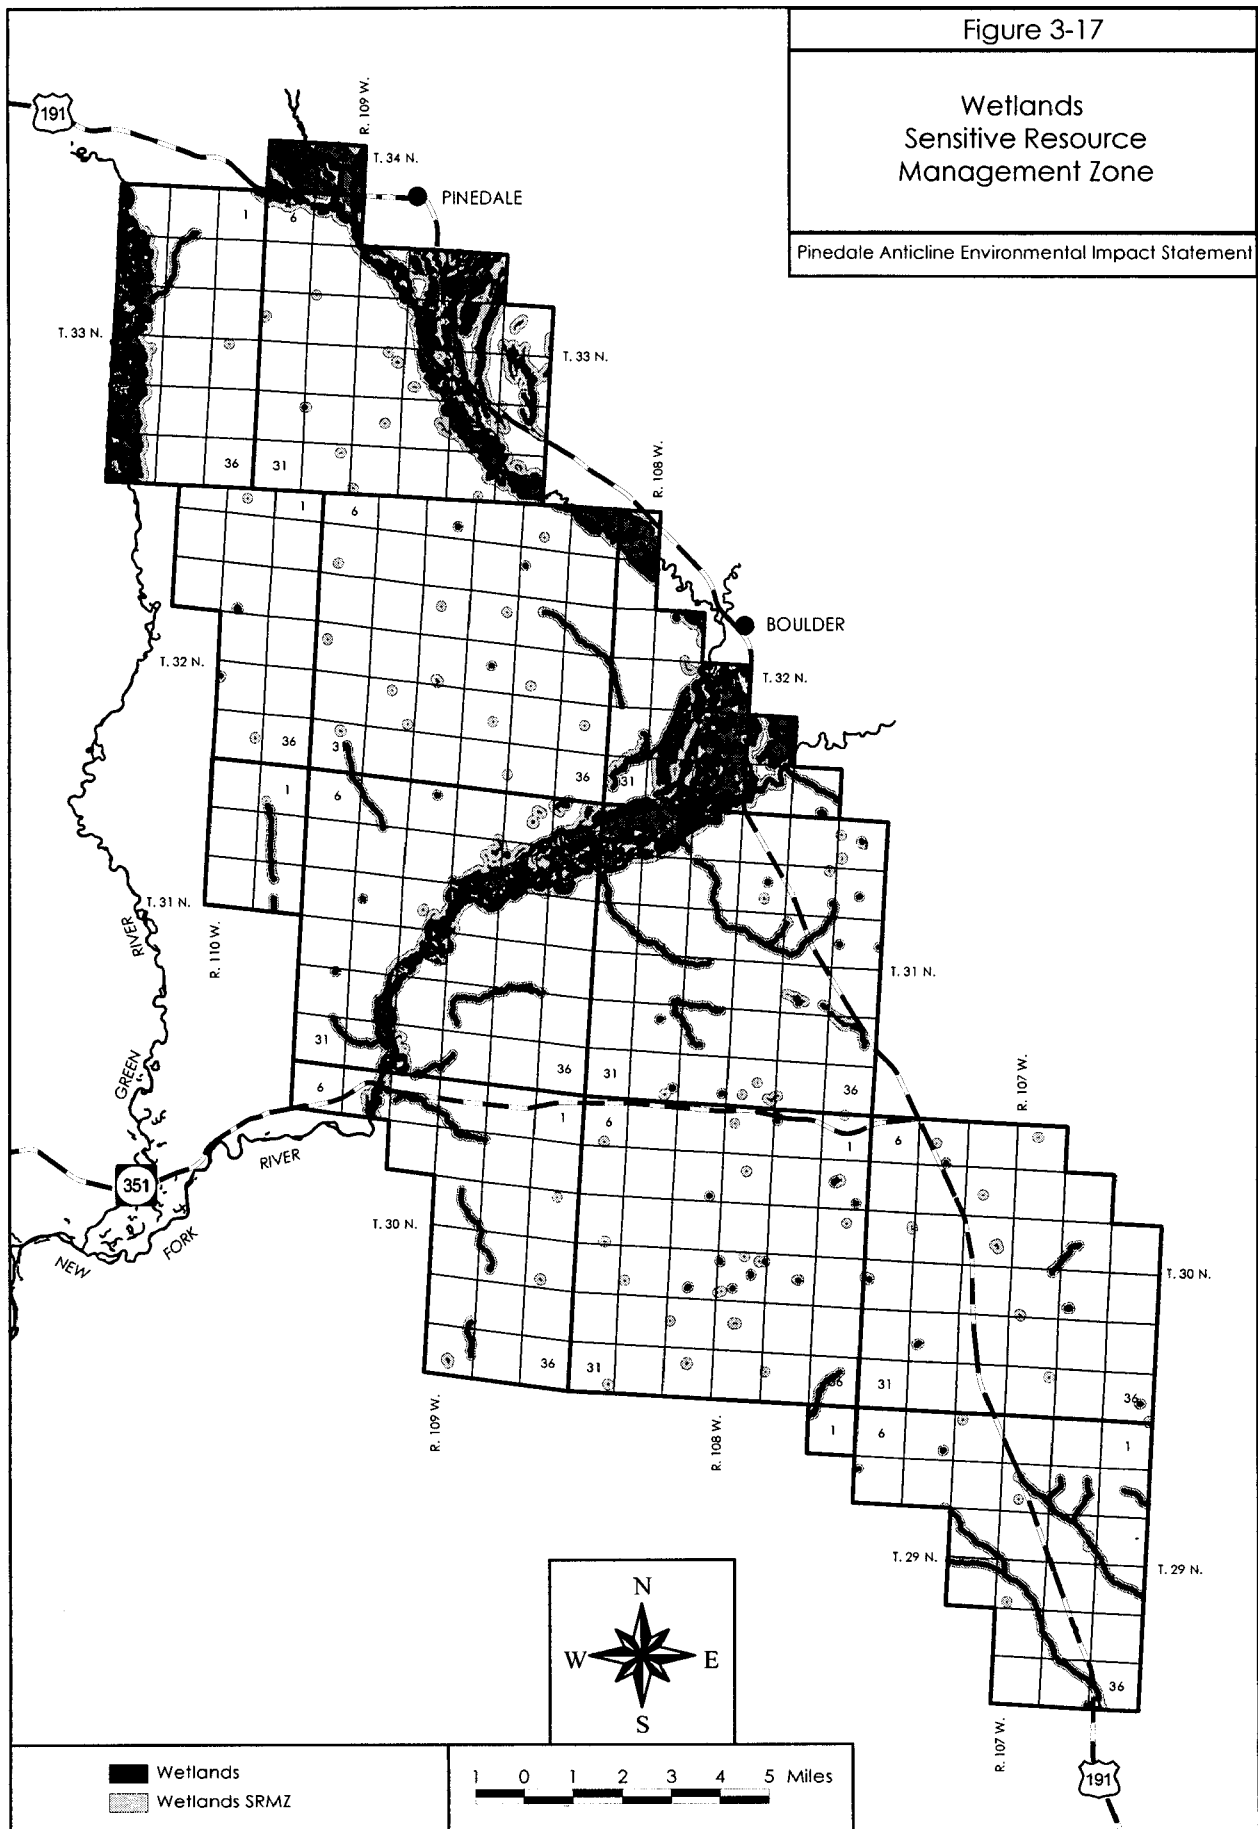 Figure 3-17
Wetlands
Sensitive Resource
Management Zone
Pinedale Anticline Environmental Impact Statement
191
R. 109 W.
T. 34 N.
PINEDALE
1
6
T. 33 N.
T. 33 N.
36
31
R. 108 W.
1
6
BOULDER
T. 32 N.
T. 32 N.
36
31
36
31
1
6
T. 31 N.
R. 110 W.
RIVER
GREEN
T. 31 N.
31
36
31
36
R. 107 W.
6
1
6
1
6
351
RIVER
FORK
NEW
T. 30 N.
T. 30 N.
36
31
36
31
36
R. 109 W.
R. 108 W.
1
6
1
T. 29 N.
T. 29 N.
36
R. 107 W.
191
N
W
E
S
Wetlands
Wetlands SRMZ
1 0 1 2 3 4 5 Miles